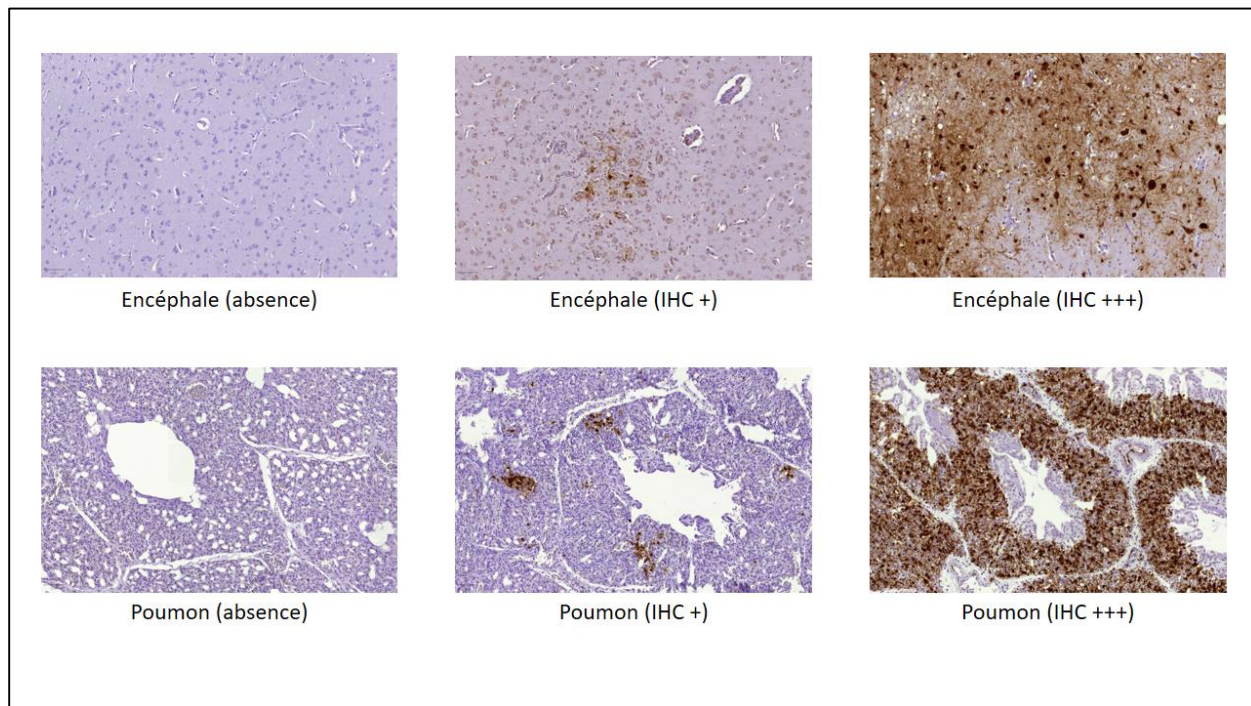 Encéphale (absence)
Encéphale (IHC +)
Encéphale (IHC +++)
Poumon (absence)
Poumon (IHC +)
Poumon (IHC +++)